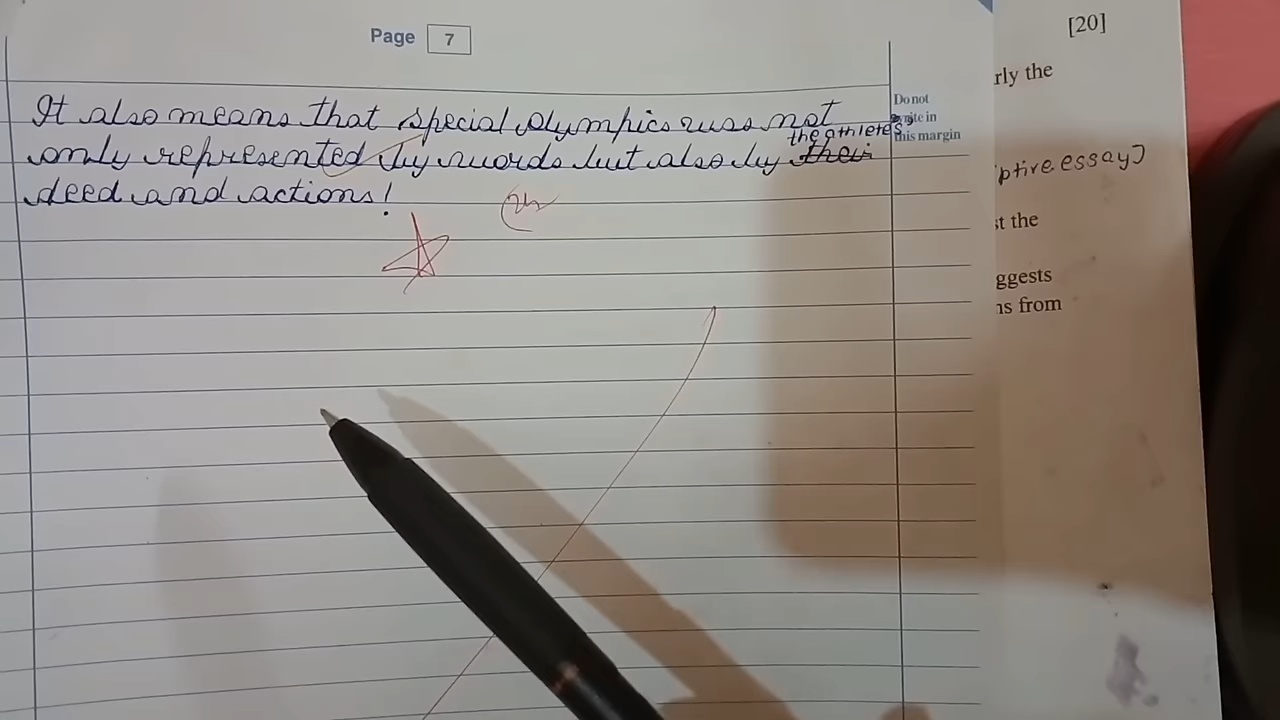 Page 7
It also means that special olympics was not
only represented by words but also by their the athletes
deed and actions!
Do not
write in
this margin
[20]
rly the
ptive essay)
st the
ggests
ns from